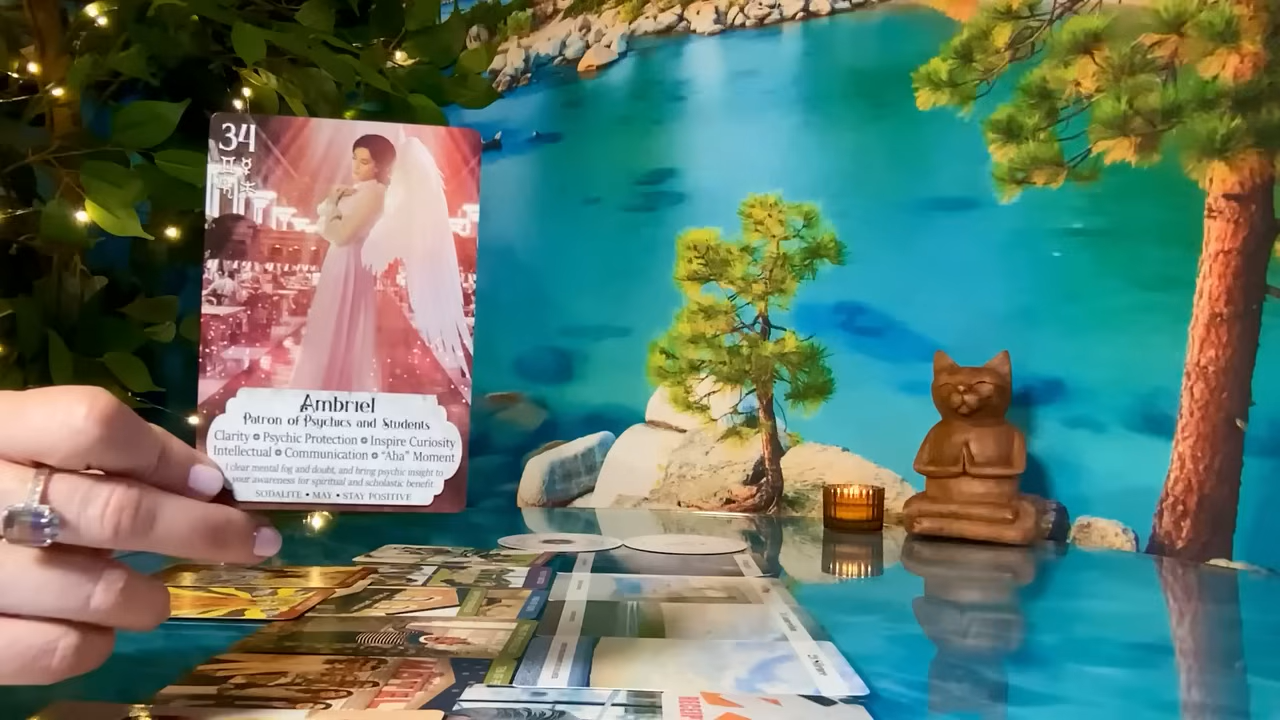 34
♊ ☿
Ambriel
Patron of Psychics and Students
Clarity • Psychic Protection • Inspire Curiosity
Intellectual • Communication • "Aha" Moment
I clear mental fog and doubt, and bring psychic insight to
your awareness for spiritual and scholastic benefit.
SODALITE • MAY • STAY POSITIVE